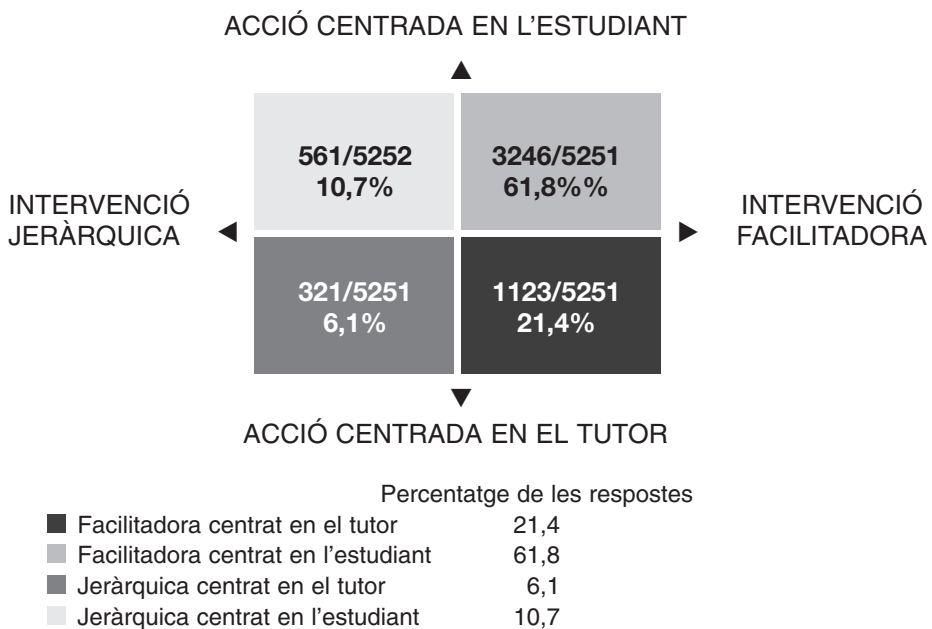 ACCIÓ CENTRADA EN L'ESTUDIANT
561/5252
10,7%
3246/5251
61,8%%
INTERVENCIÓ
JERÀRQUICA
INTERVENCIÓ
FACILITADORA
321/5251
6,1%
1123/5251
21,4%
ACCIÓ CENTRADA EN EL TUTOR
Percentatge de les respostes
Facilitadora centrat en el tutor 21,4
Facilitadora centrat en l'estudiant 61,8
Jeràrquica centrat en el tutor 6,1
Jeràrquica centrat en l'estudiant 10,7